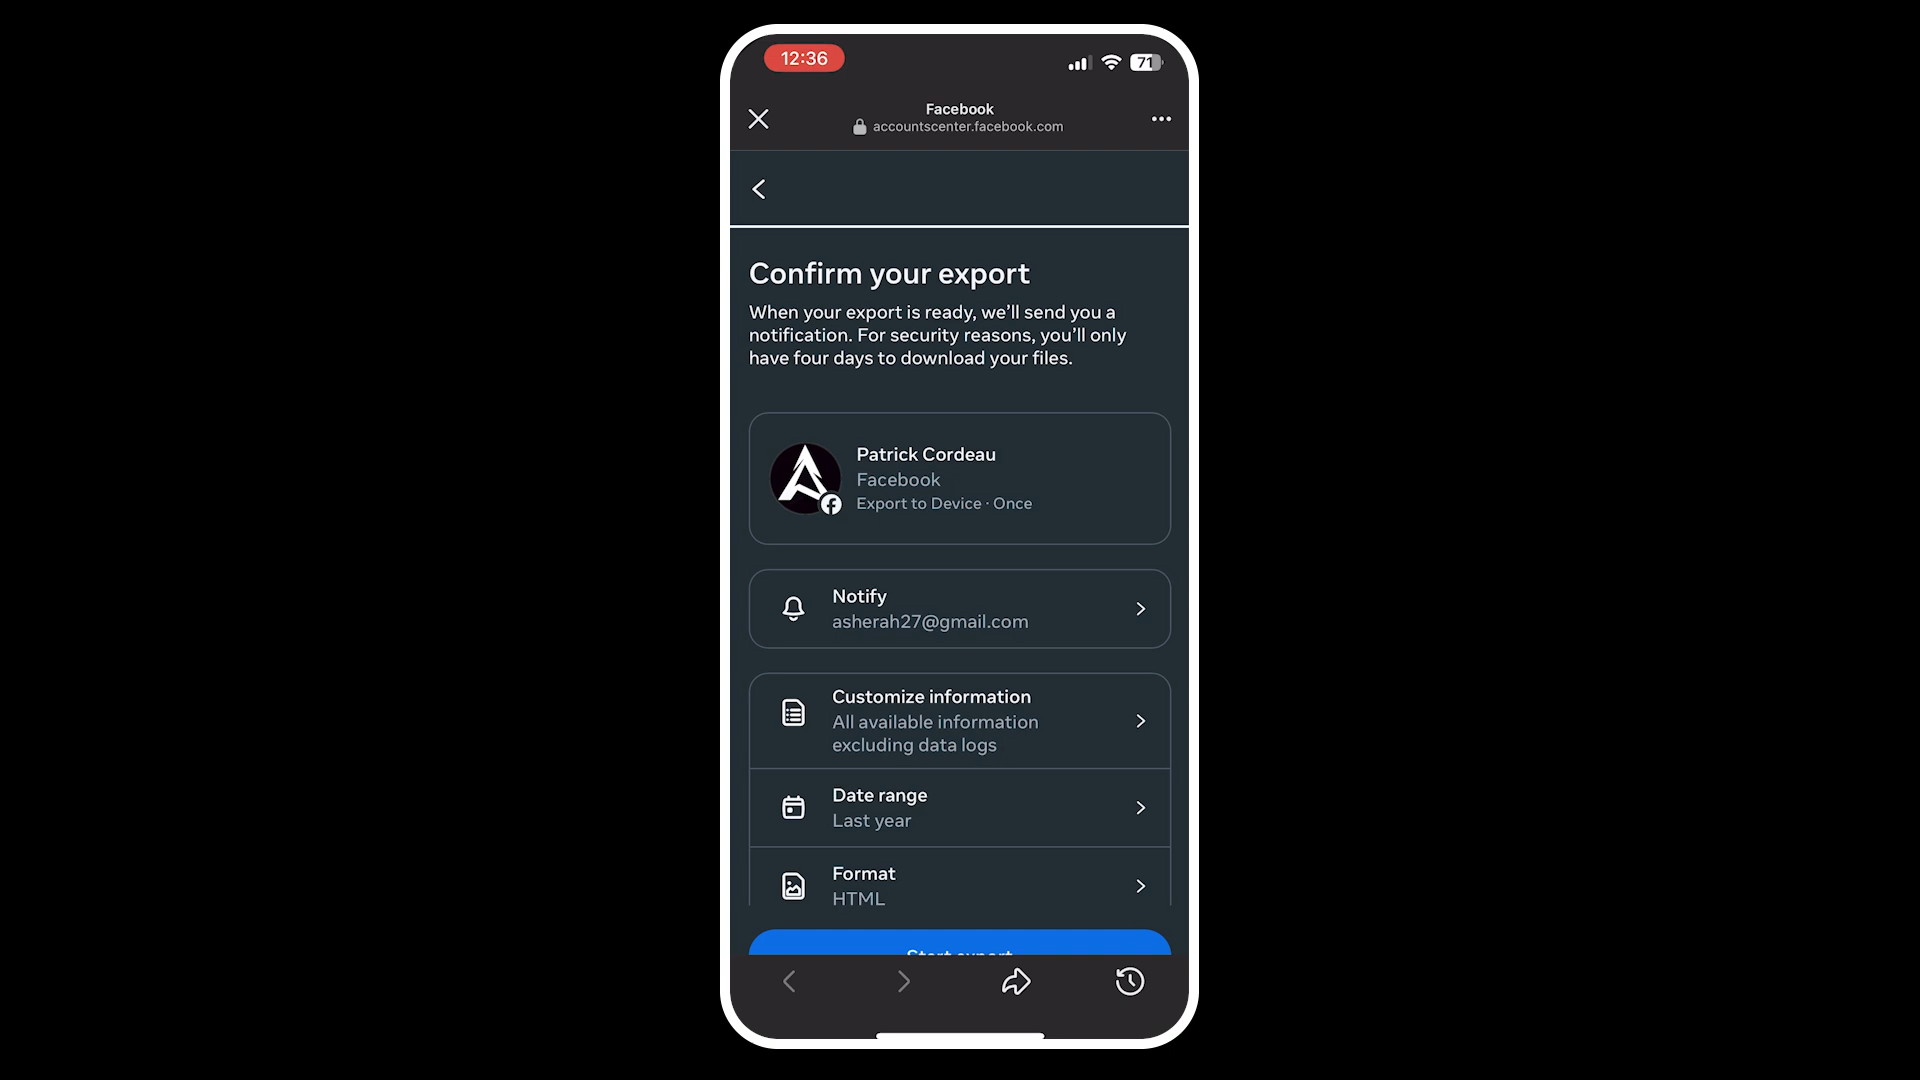 12:36
71
Facebook
accountscenter.facebook.com
Confirm your export
When your export is ready, we’ll send you a
notification. For security reasons, you’ll only
have four days to download your files.
Patrick Cordeau
Facebook
Export to Device · Once
Notify
asherah27@gmail.com
Customize information
All available information
excluding data logs
Date range
Last year
Format
HTML
Start export